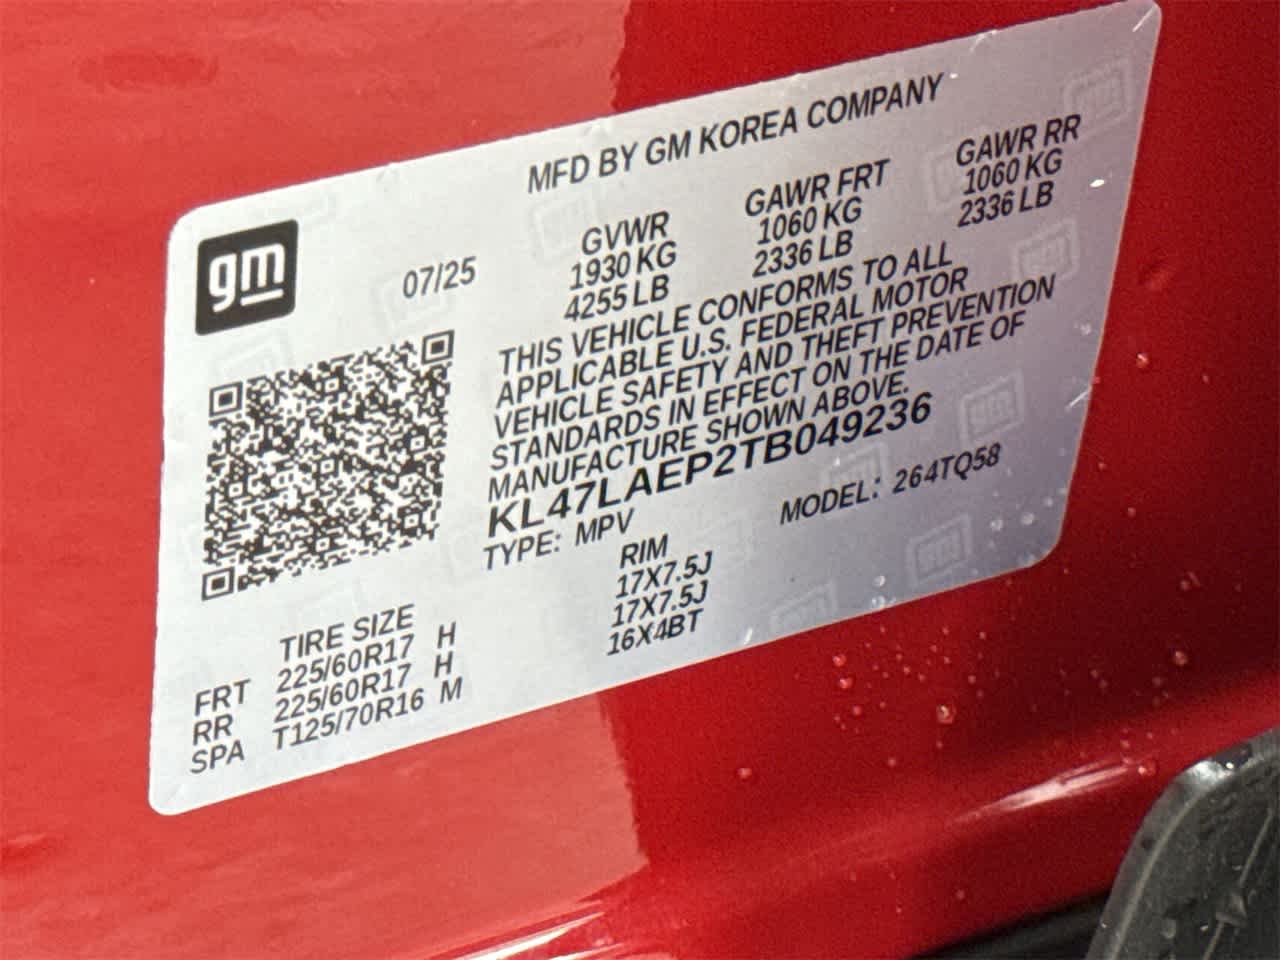 MFD BY GM KOREA COMPANY
gm
07/25
GVWR GAWR FRT GAWR RR
1930 KG 1060 KG 1060 KG
4255 LB 2336 LB 2336 LB
THIS VEHICLE CONFORMS TO ALL
APPLICABLE U.S. FEDERAL MOTOR
VEHICLE SAFETY AND THEFT PREVENTION
STANDARDS IN EFFECT ON THE DATE OF
MANUFACTURE SHOWN ABOVE.
KL47LAEP2TB049236
TYPE: MPV MODEL: 264TQ58
TIRE SIZE RIM
FRT 225/60R17 H 17X7.5J
RR 225/60R17 H 17X7.5J
SPA T125/70R16 M 16X4BT